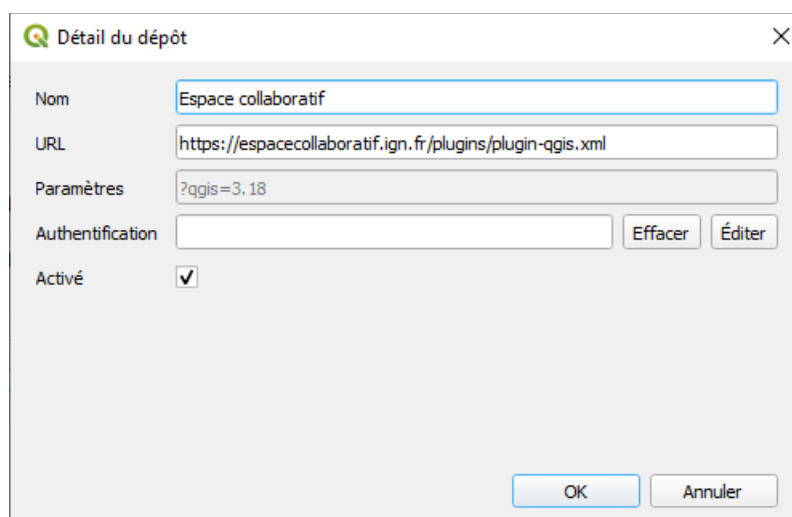 Détail du dépôt
Nom Espace collaboratif
URL https://espacecollaboratif.ign.fr/plugins/plugin-qgis.xml
Paramètres ?qgis=3.18
Authentification Effacer Éditer
Activé
OK Annuler